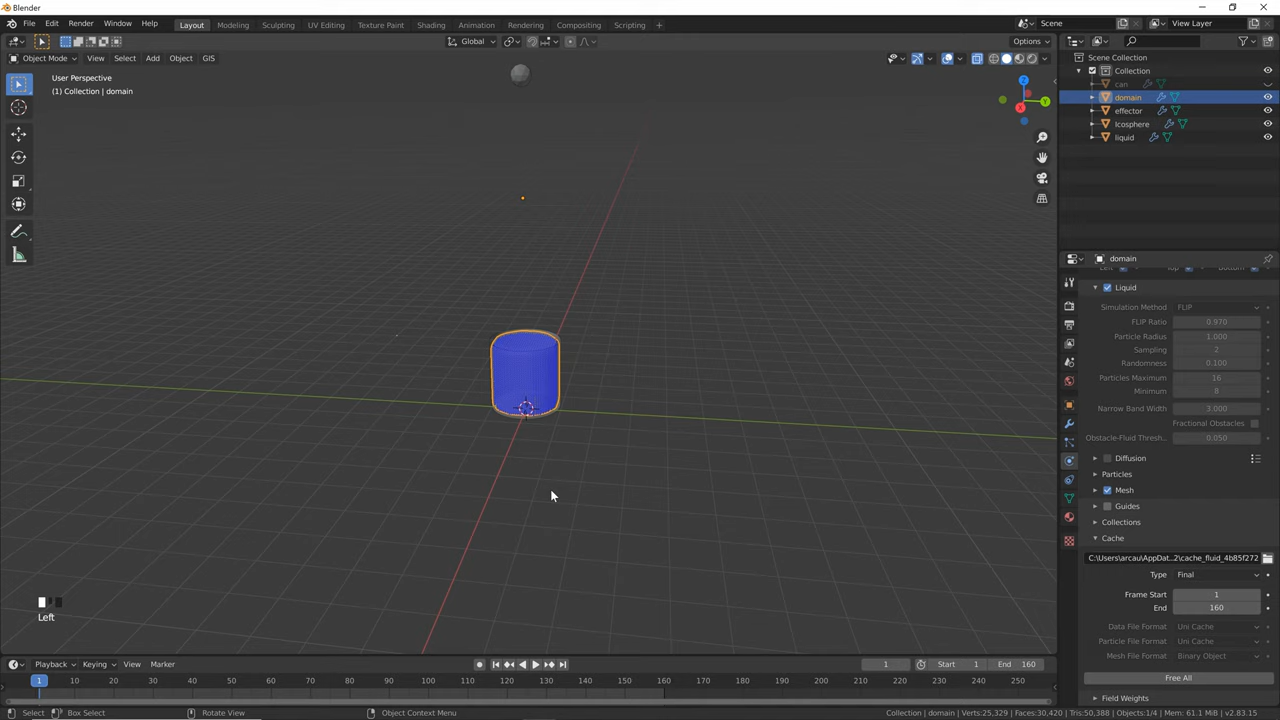 Blender
File Edit Render Window Help Layout Modeling Sculpting UV Editing Texture Paint Shading Animation Rendering Compositing Scripting + Scene View Layer
Global Options
Object Mode View Select Add Object GIS
User Perspective
(1) Collection | domain
Z
Y
X
Scene Collection
Collection
can
domain
effector
Icosphere
liquid
domain
Left Top Bottom
Liquid
Simulation Method FLIP
FLIP Ratio 0.970
Particle Radius 1.000
Sampling 2
Randomness 0.100
Particles Maximum 16
Minimum 8
Narrow Band Width 3.000
Fractional Obstacles
Obstacle-Fluid Thresh.. 0.050
Diffusion
Particles
Mesh
Guides
Collections
Cache
C:\Users\arcau\AppDat..2\cache_fluid_4b85f272
Type Final
Frame Start 1
End 160
Data File Format Uni Cache
Particle File Format Uni Cache
Mesh File Format Binary Object
Free All
Field Weights
Left
Playback Keying View Marker 1 Start 1 End 160
1 10 20 30 40 50 60 70 80 90 100 110 120 130 140 150 160 170 180 190 200 210 220 230 240 250
Select Box Select Rotate View Object Context Menu Collection | domain | Verts:25,329 | Faces:30,420 | Tris:50,388 | Objects:1/4 | Mem: 61.1 MiB | v2.83.15